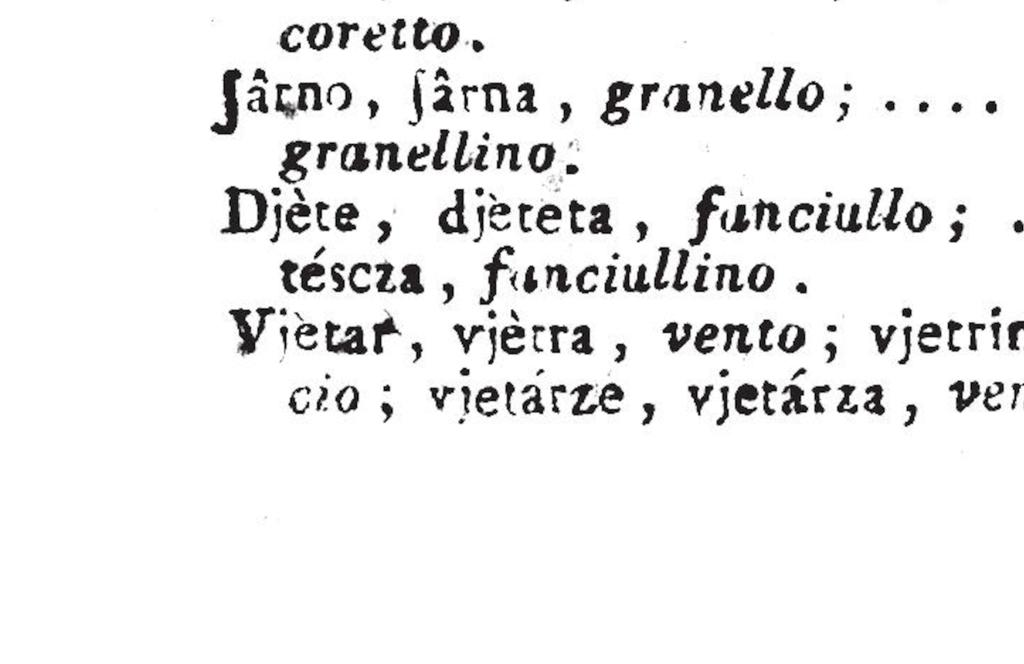 coretto.
ʃârno, ʃârna, granello; ....
granellino.
Djète, djèteta, fanciullo; .
téscza, fanciullino.
Vjètar, vjètra, vento; vjetrin
cio; vjetárze, vjetárza, ven